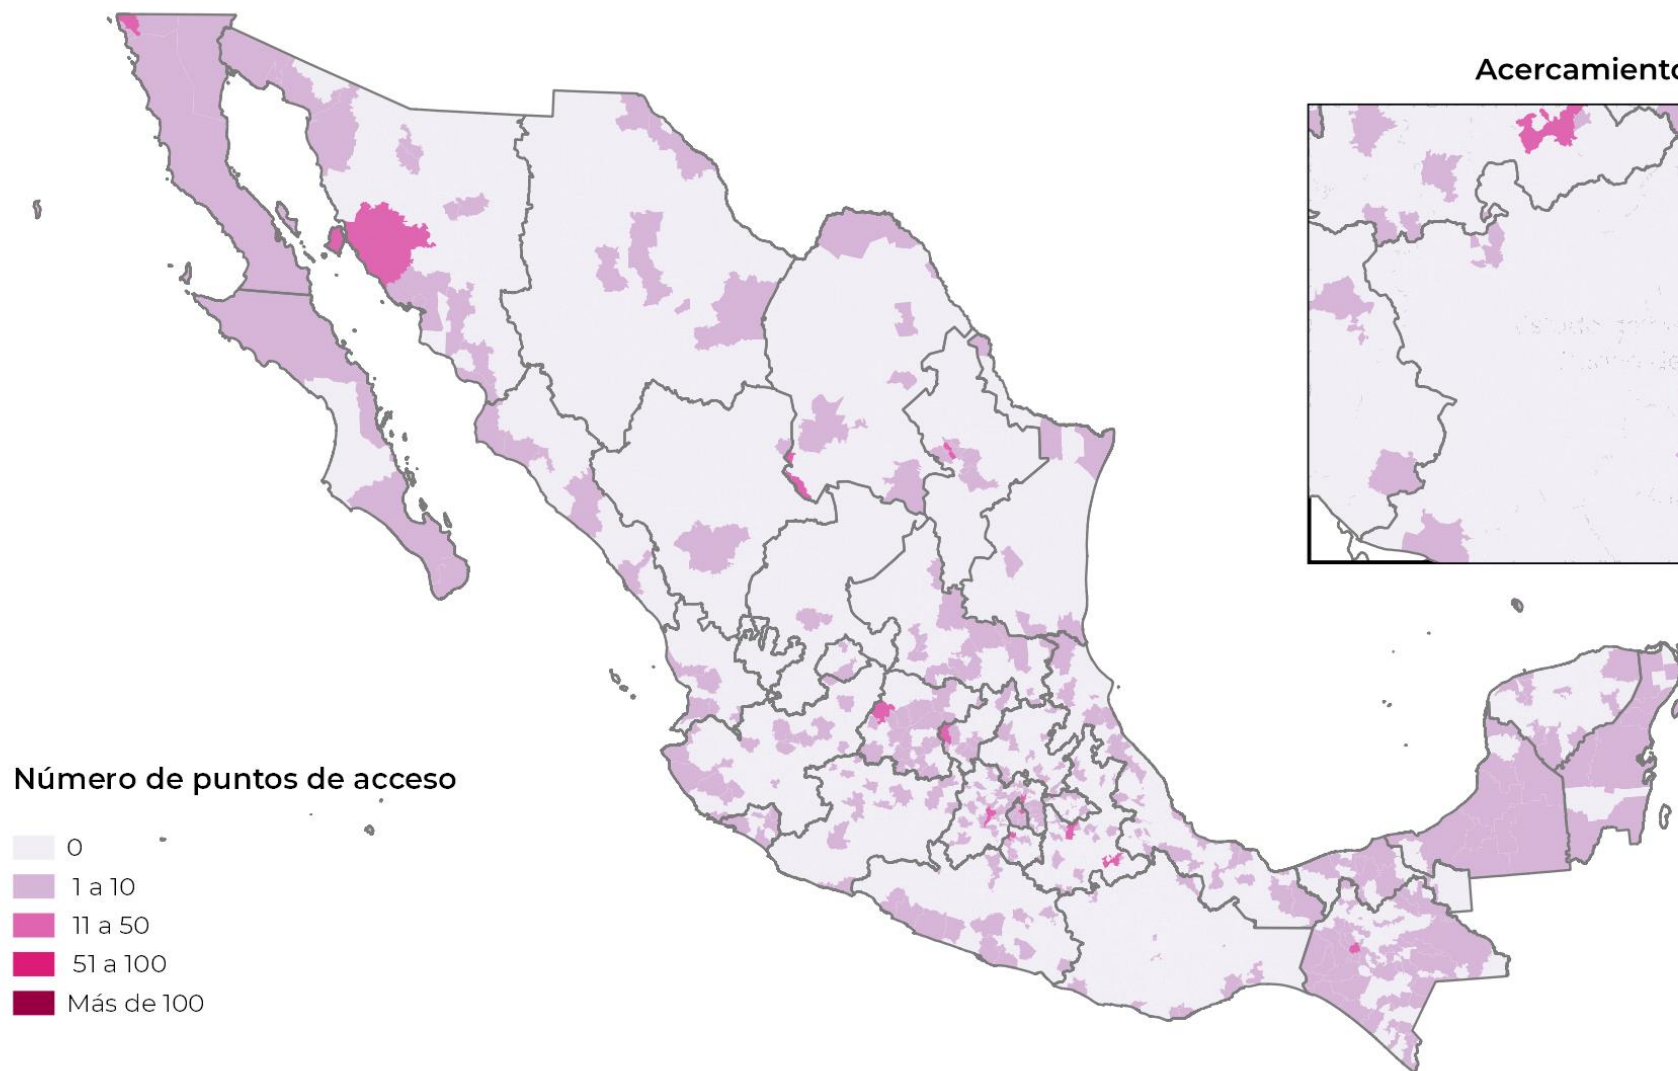 Acercamiento
Número de puntos de acceso
0
1 a 10
11 a 50
51 a 100
Más de 100